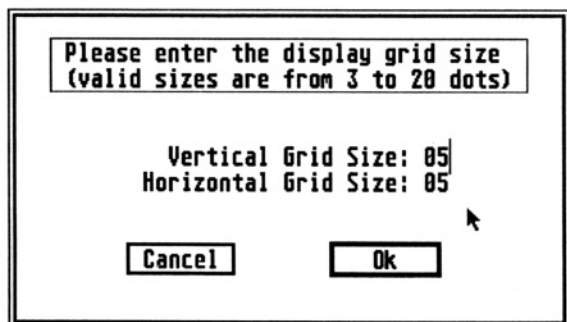 Please enter the display grid size
(valid sizes are from 3 to 20 dots)
Vertical Grid Size: 05
Horizontal Grid Size: 05
Cancel
Ok